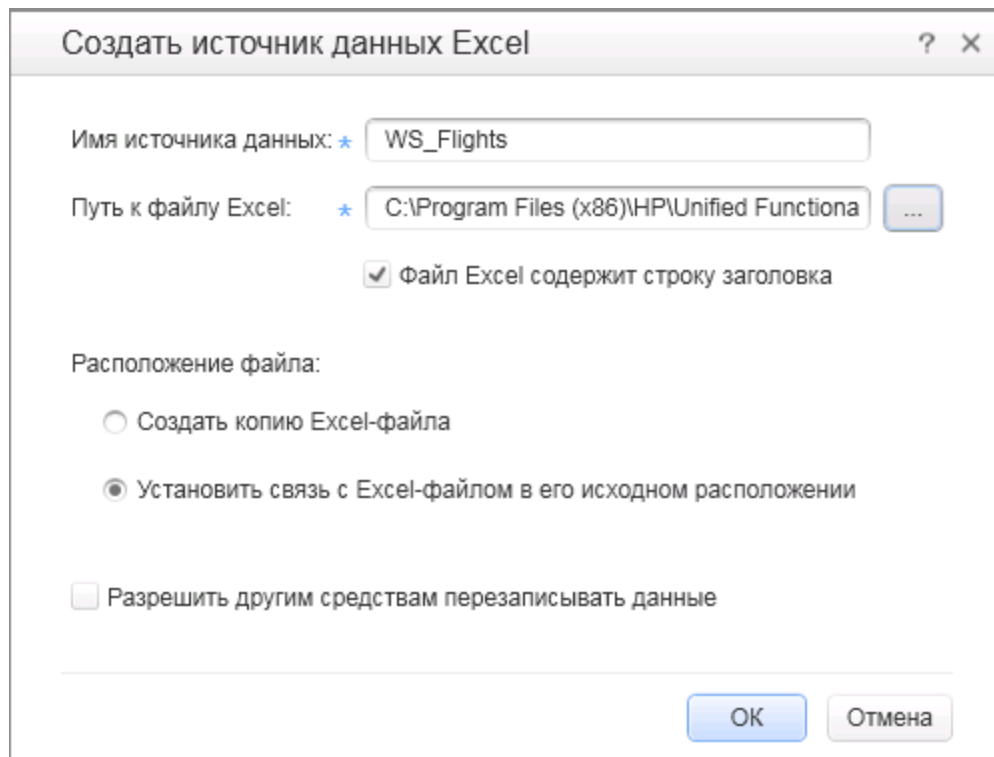 Создать источник данных Excel ? ×
Имя источника данных: * WS_Flights
Путь к файлу Excel: * C:\Program Files (x86)\HP\Unified Functiona ...
Файл Excel содержит строку заголовка
Расположение файла:
Создать копию Excel-файла
Установить связь с Excel-файлом в его исходном расположении
Разрешить другим средствам перезаписывать данные
ОК Отмена